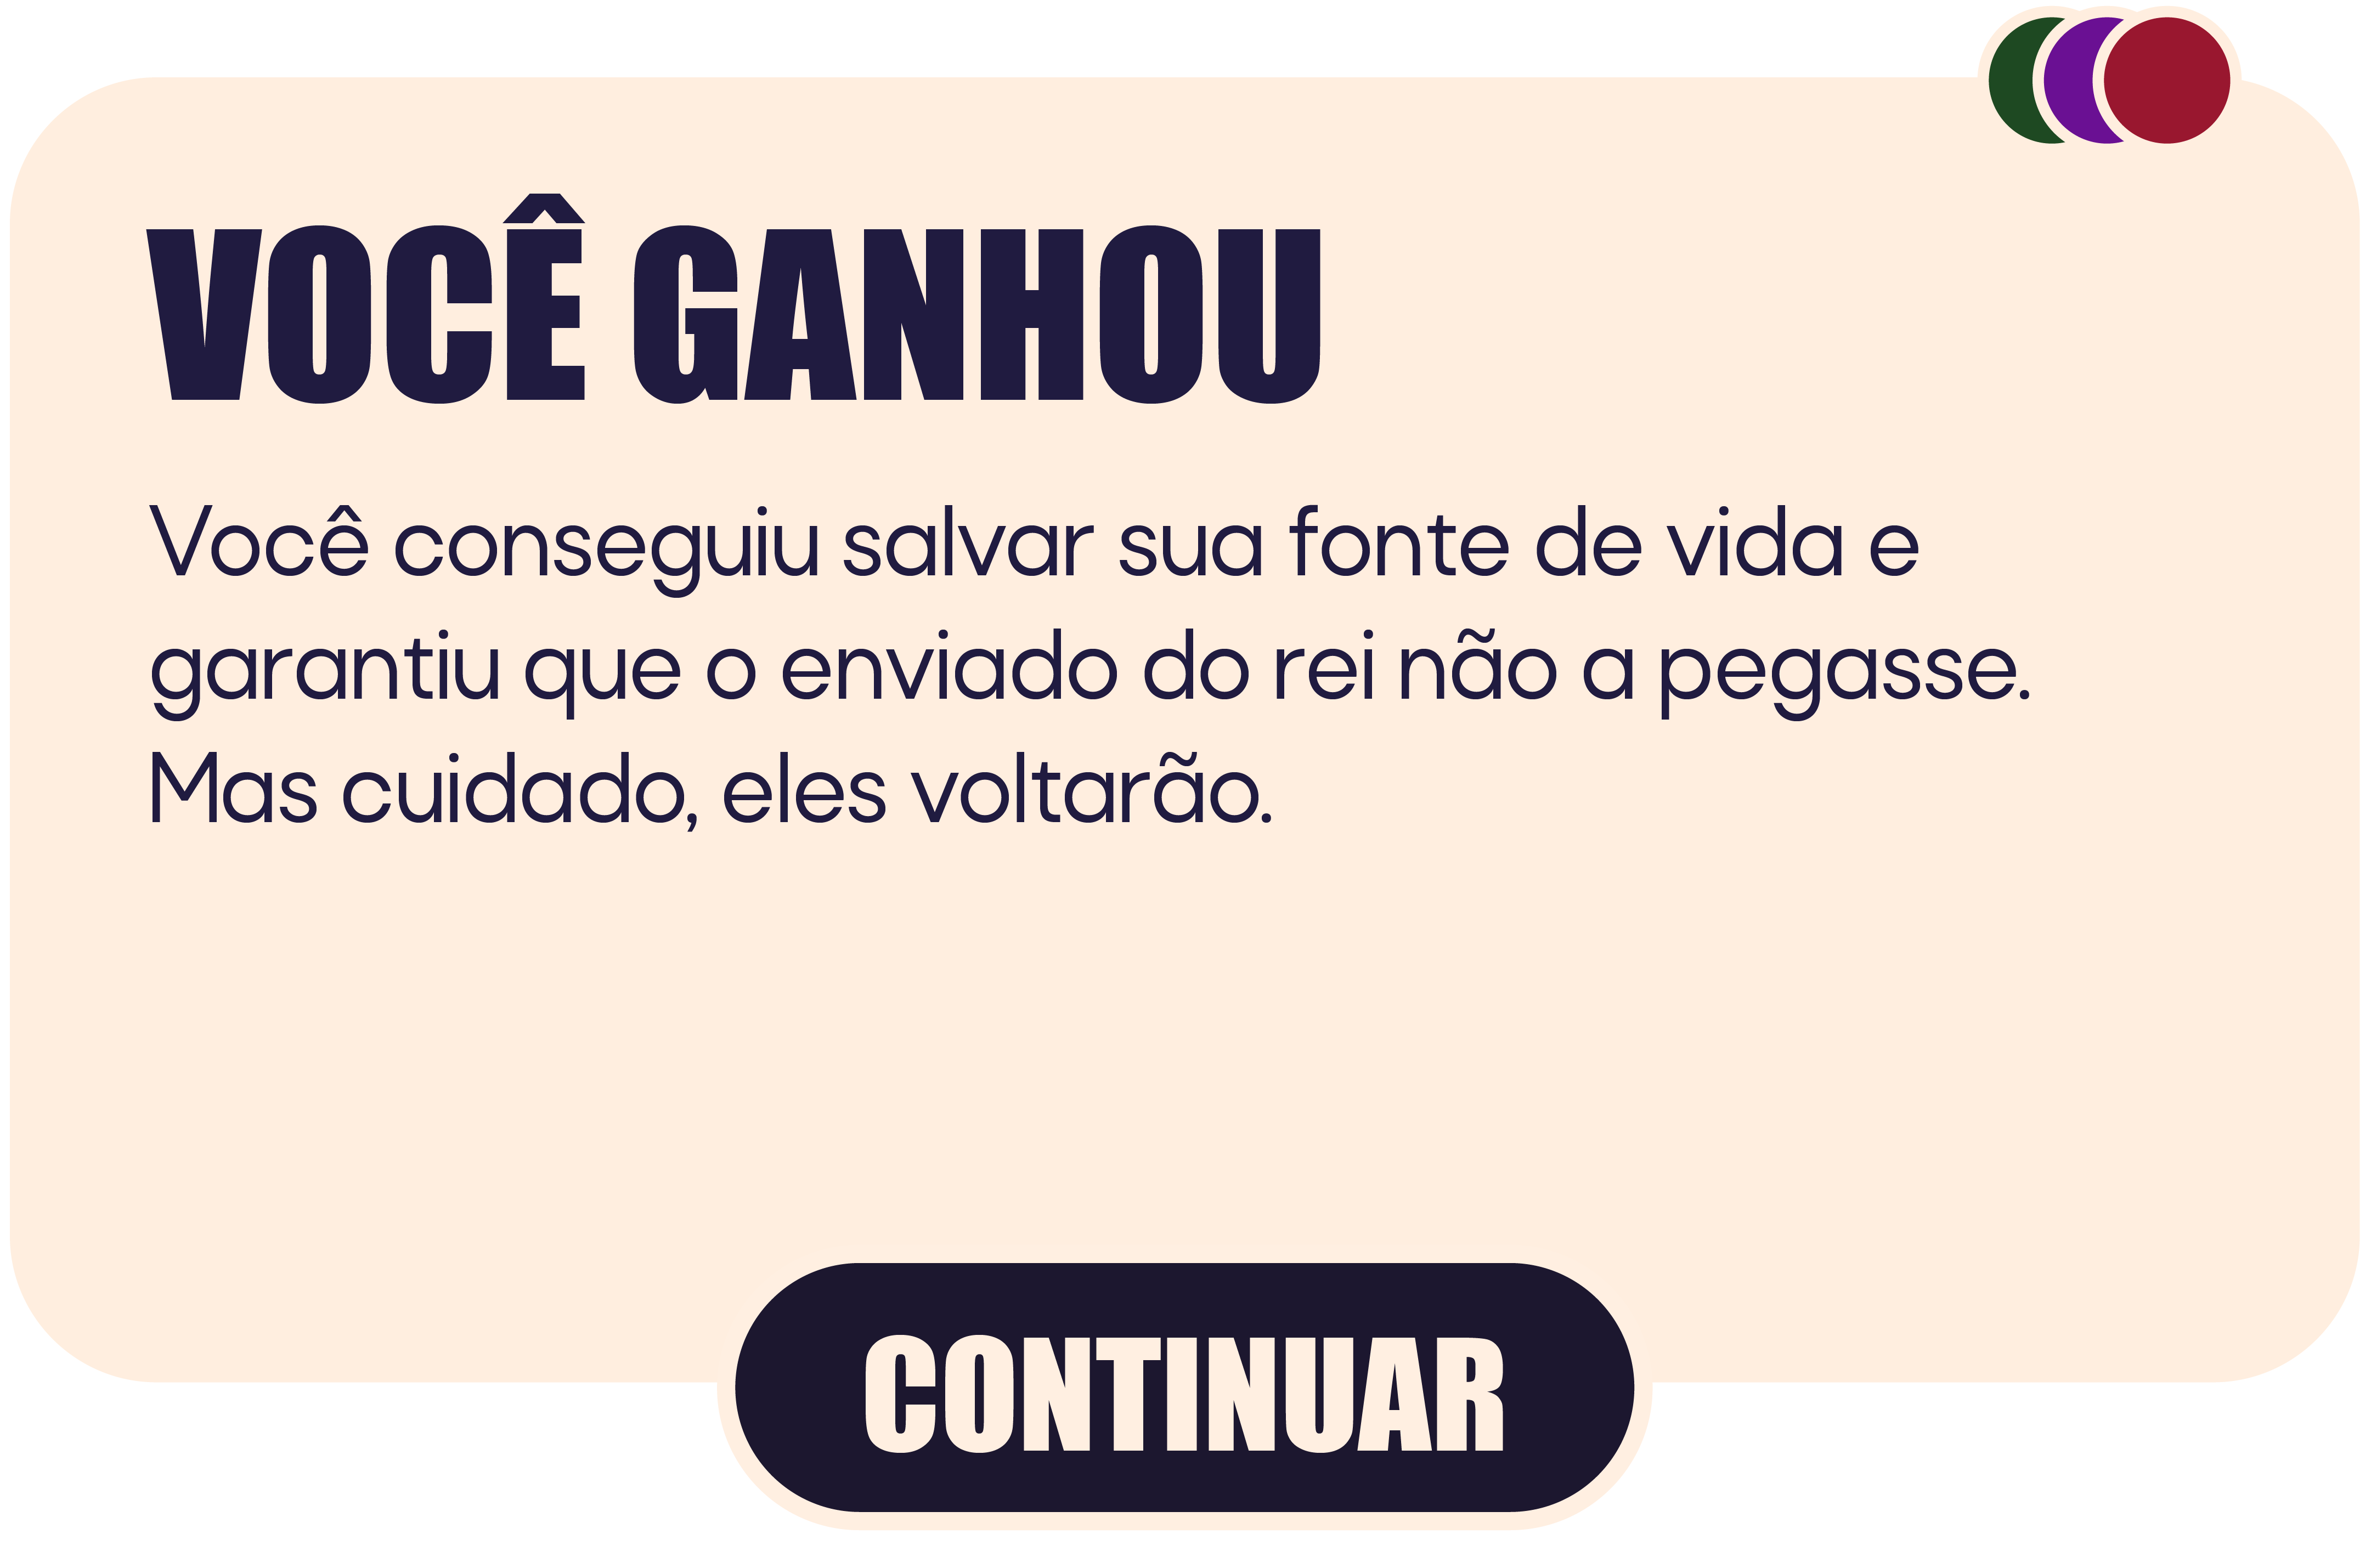 VOCÊ GANHOU
Você conseguiu salvar sua fonte de vida e
garantiu que o enviado do rei não a pegasse.
Mas cuidado, eles voltarão.
CONTINUAR